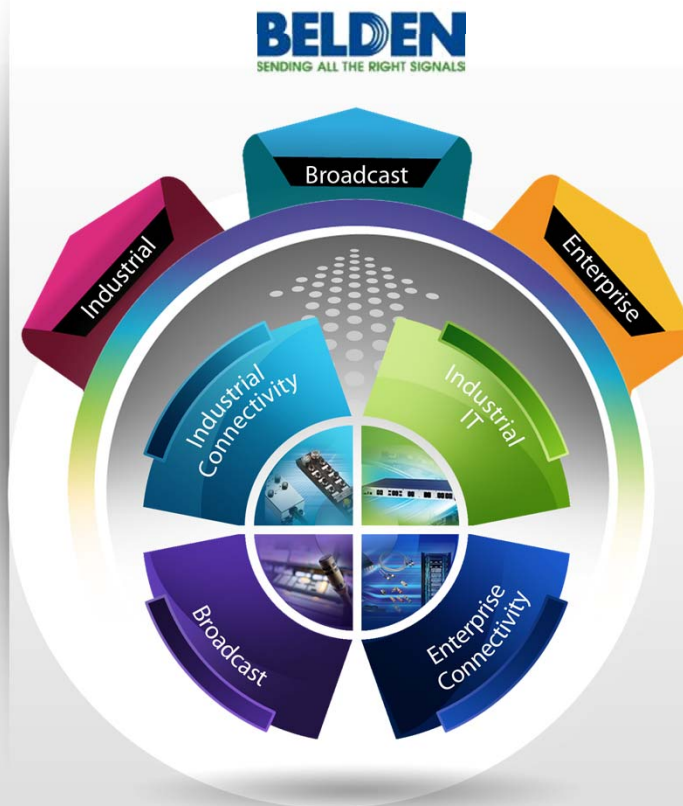 BELDEN
SENDING ALL THE RIGHT SIGNALS
Broadcast
Industrial
Enterprise
Industrial
Connectivity
Industrial
IT
Broadcast
Enterprise
Connectivity